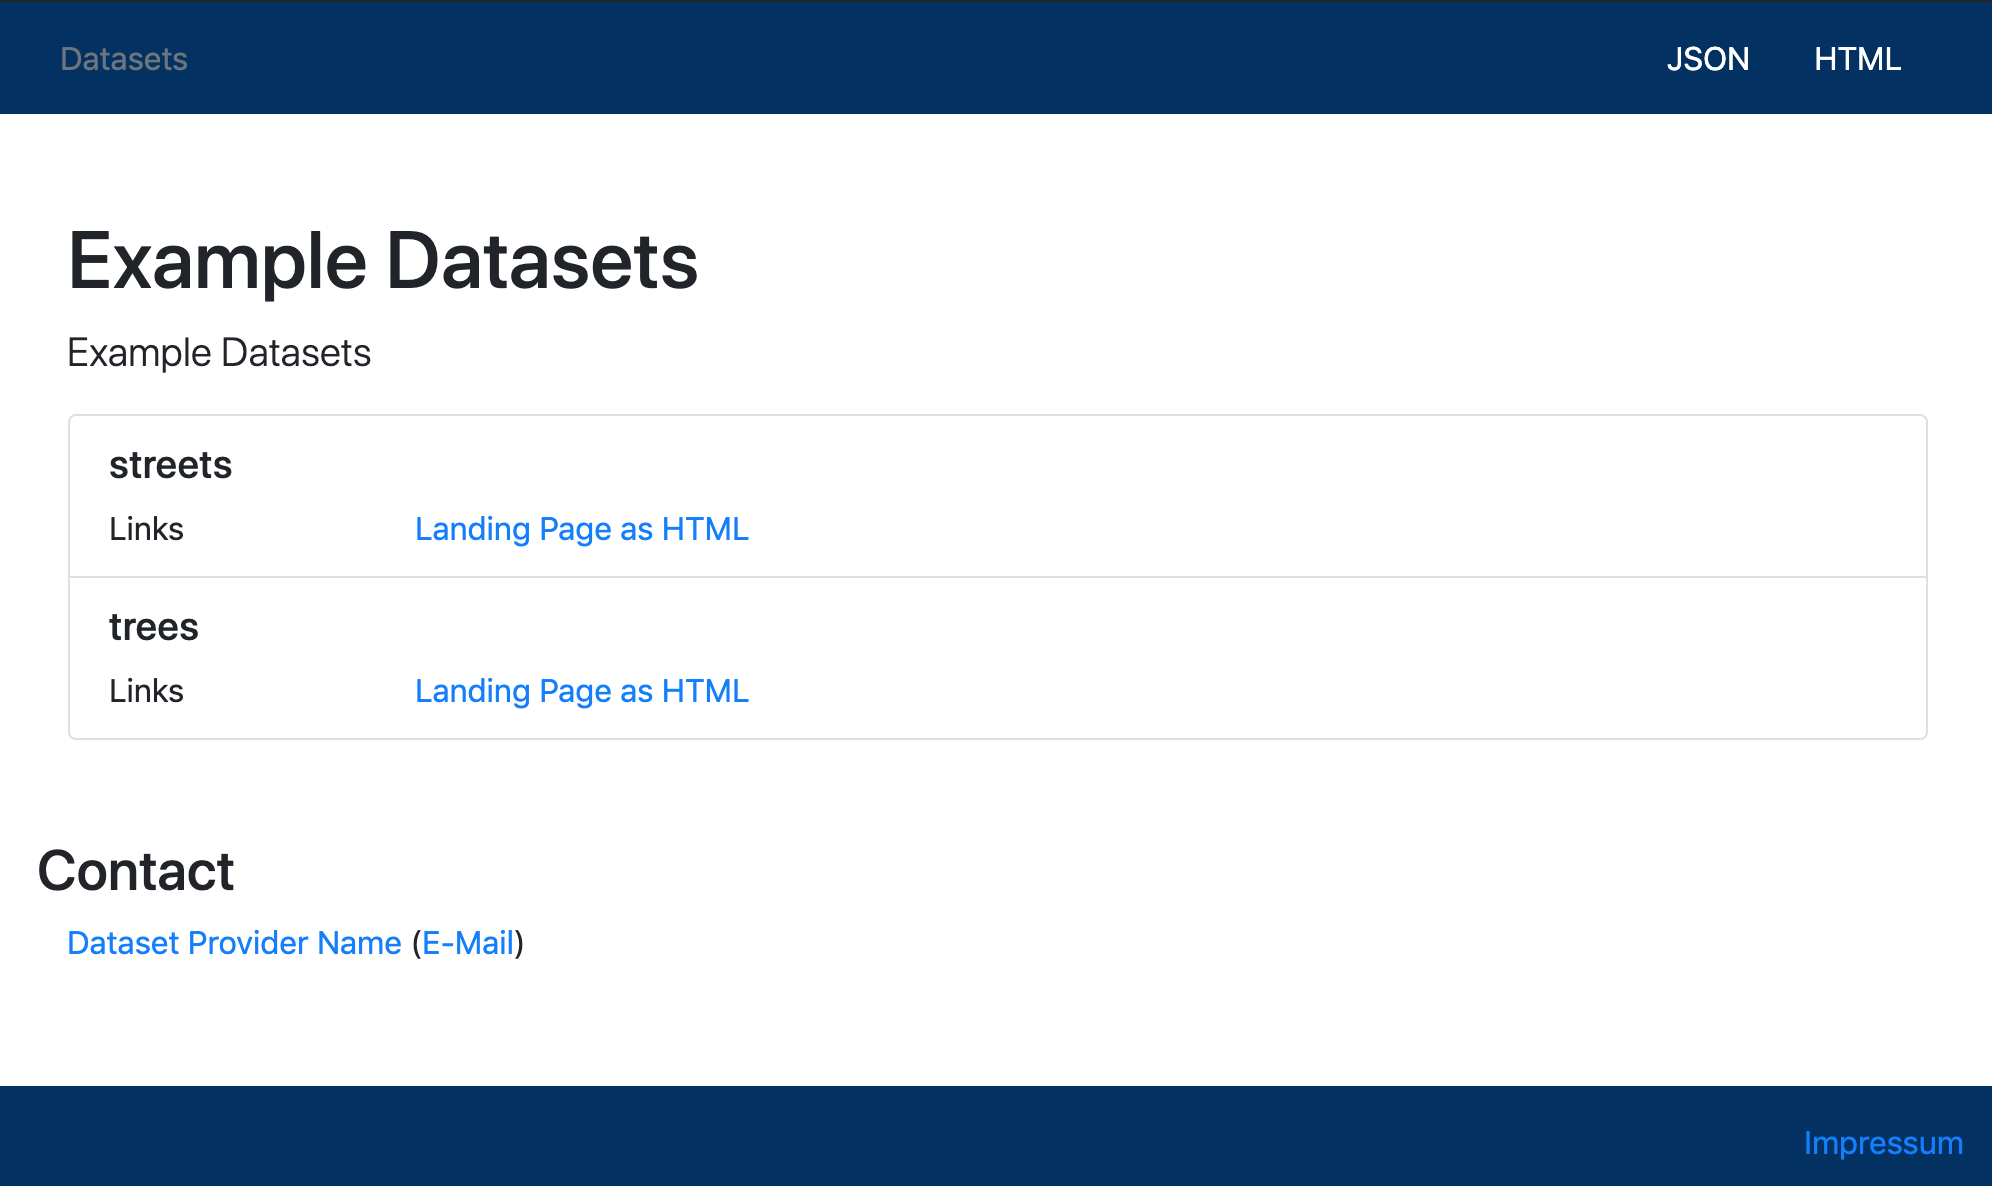 Datasets JSON HTML
Example Datasets
Example Datasets
streets
Links Landing Page as HTML
trees
Links Landing Page as HTML
Contact
Dataset Provider Name (E-Mail)
Impressum